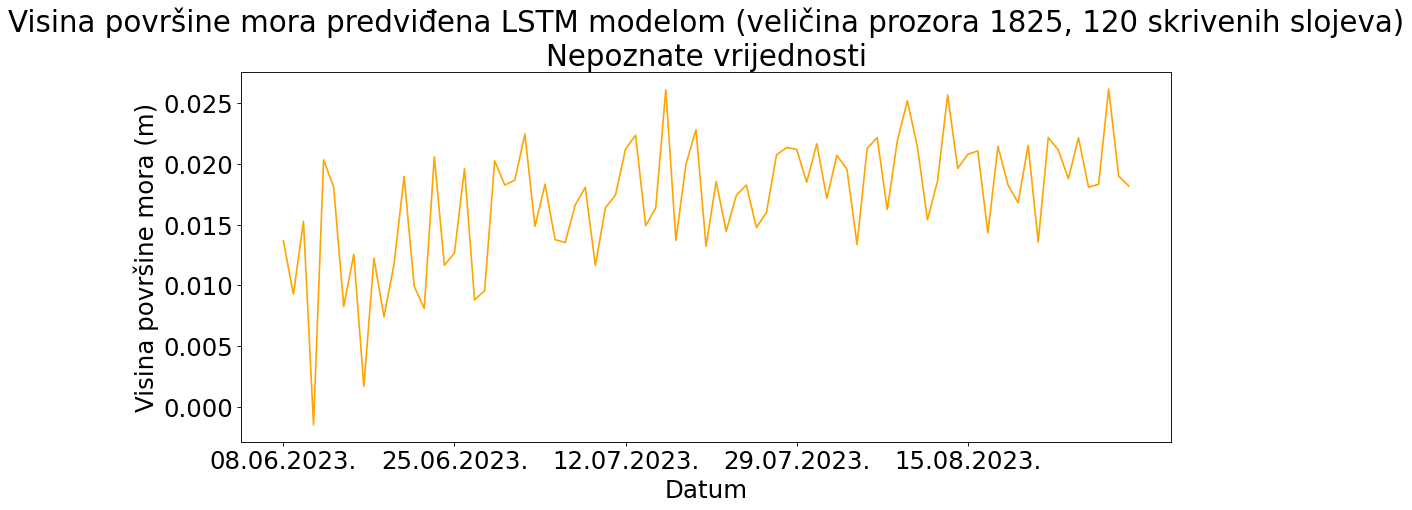 Visina površine mora predviđena LSTM modelom (veličina prozora 1825, 120 skrivenih slojeva)
Nepoznate vrijednosti
Visina površine mora (m)
0.025
0.020
0.015
0.010
0.005
0.000
08.06.2023. 25.06.2023. 12.07.2023. 29.07.2023. 15.08.2023.
Datum